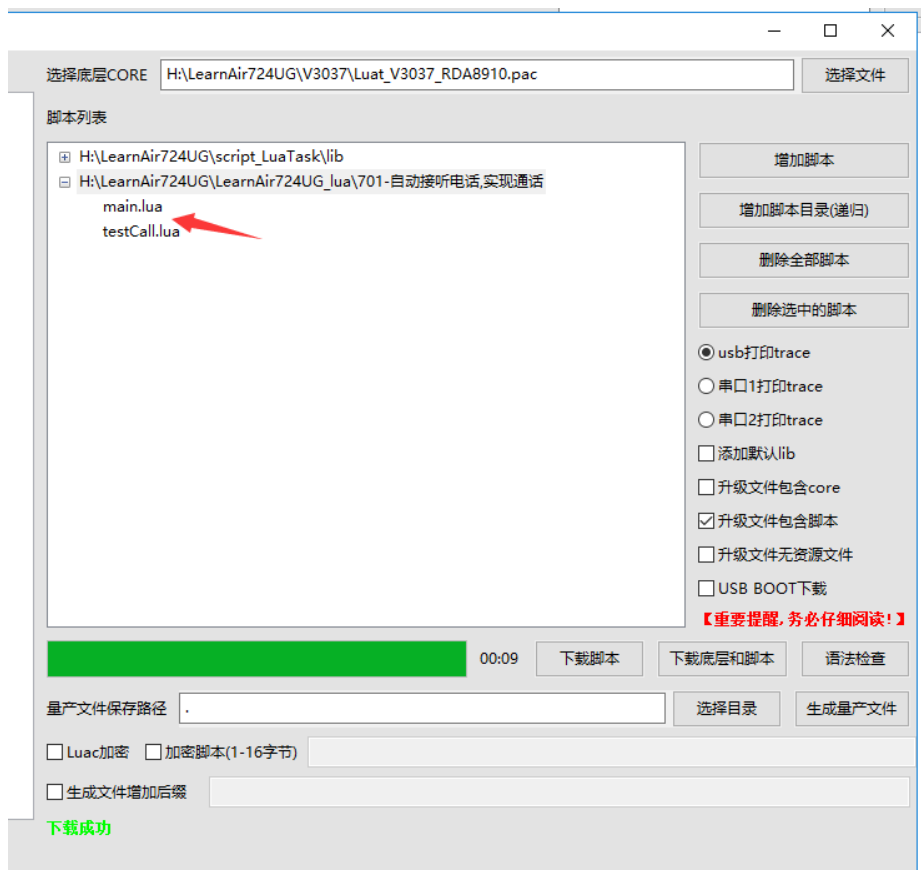 选择底层CORE H:\LearnAir724UG\V3037\Luat_V3037_RDA8910.pac 选择文件
脚本列表
H:\LearnAir724UG\script_LuaTask\lib
H:\LearnAir724UG\LearnAir724UG_lua\701-自动接听电话,实现通话
main.lua
testCall.lua
增加脚本
增加脚本目录(递归)
删除全部脚本
删除选中的脚本
usb打印trace
串口1打印trace
串口2打印trace
添加默认lib
升级文件包含core
升级文件包含脚本
升级文件无资源文件
USB BOOT下载
【重要提醒,务必仔细阅读!】
00:09 下载脚本 下载底层和脚本 语法检查
量产文件保存路径 . 选择目录 生成量产文件
Luac加密 加密脚本(1-16字节)
生成文件增加后缀
下载成功